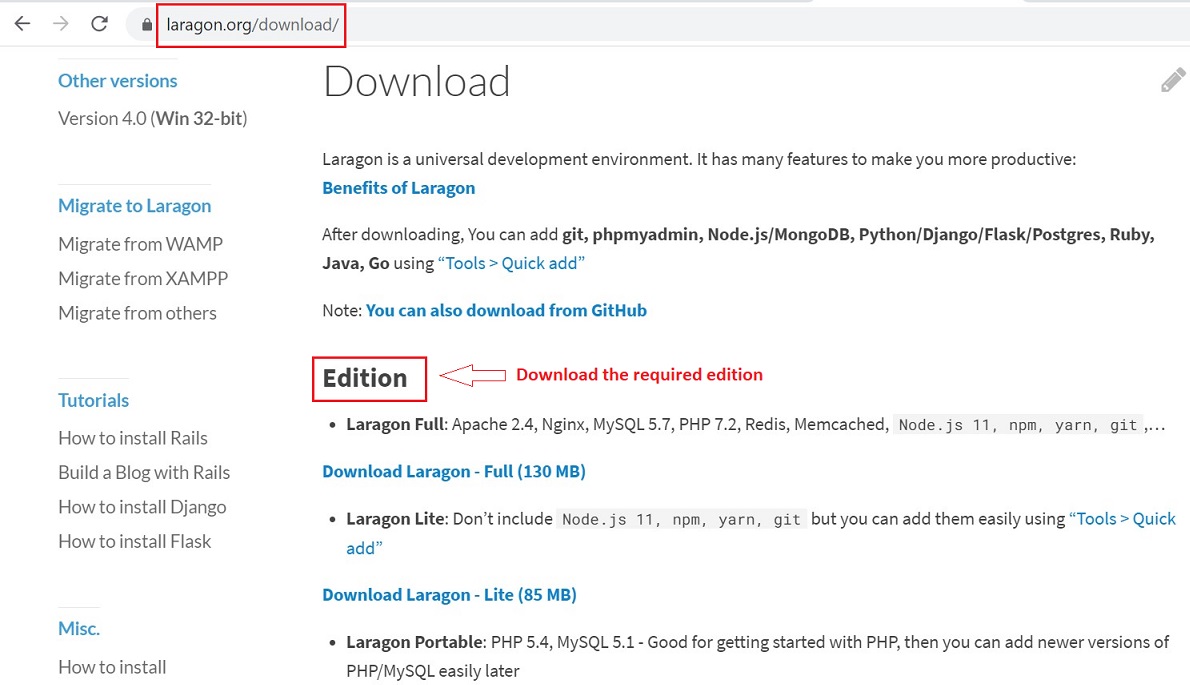 laragon.org/download/
Other versions
Version 4.0 (Win 32-bit)
Migrate to Laragon
Migrate from WAMP
Migrate from XAMPP
Migrate from others
Tutorials
How to install Rails
Build a Blog with Rails
How to install Django
How to install Flask
Misc.
How to install
Download
Laragon is a universal development environment. It has many features to make you more productive:
Benefits of Laragon
After downloading, You can add git, phpmyadmin, Node.js/MongoDB, Python/Django/Flask/Postgres, Ruby,
Java, Go using “Tools > Quick add”
Note: You can also download from GitHub
Edition
Download the required edition
• Laragon Full: Apache 2.4, Nginx, MySQL 5.7, PHP 7.2, Redis, Memcached, Node.js 11, npm, yarn, git ,…
Download Laragon - Full (130 MB)
• Laragon Lite: Don’t include Node.js 11, npm, yarn, git but you can add them easily using “Tools > Quick
add”
Download Laragon - Lite (85 MB)
• Laragon Portable: PHP 5.4, MySQL 5.1 - Good for getting started with PHP, then you can add newer versions of
PHP/MySQL easily later